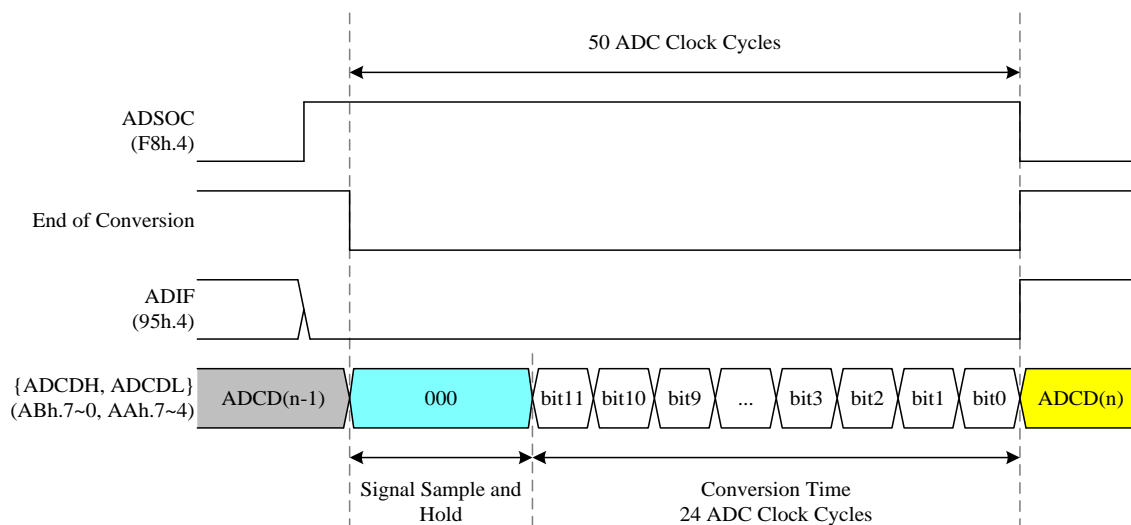 50 ADC Clock Cycles
ADSOC
(F8h.4)
End of Conversion
ADIF
(95h.4)
{ADCDH, ADCDL}
(ABh.7~0, AAh.7~4)
ADCD(n-1)
000
bit11
bit10
bit9
...
bit3
bit2
bit1
bit0
ADCD(n)
Signal Sample and
Hold
Conversion Time
24 ADC Clock Cycles